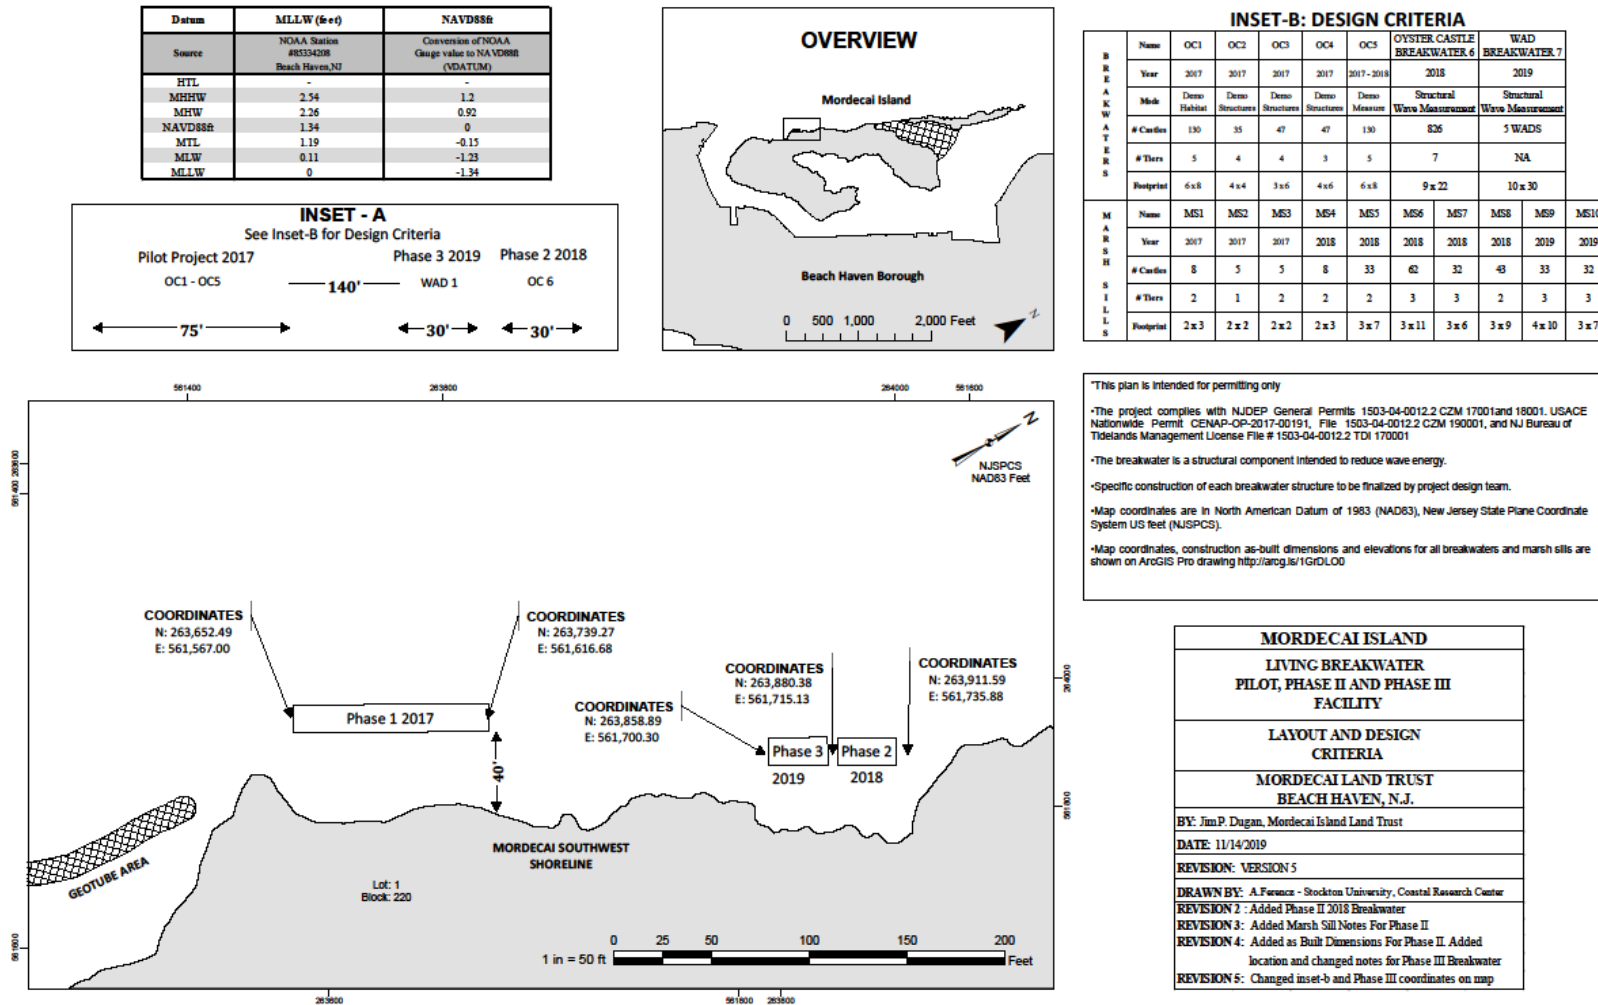 Datum MLLW (feet) NAVD88ft
Source NOAA Station #85334208 Beach Haven,NJ Conversion of NOAA Gauge value to NAVD88ft (VDATUM)
HTL - -
MHHW 2.54 1.2
MHW 2.26 0.92
NAVD88ft 1.34 0
MTL 1.19 -0.15
MLW 0.11 -1.23
MLLW 0 -1.34
INSET - A
See Inset-B for Design Criteria
Pilot Project 2017 Phase 3 2019 Phase 2 2018
OC1 - OC5 140' WAD 1 OC 6
75' 30' 30'
OVERVIEW
Mordecai Island
Beach Haven Borough
0 500 1,000 2,000 Feet
Z
INSET-B: DESIGN CRITERIA
BREAKWATERS
Name OC1 OC2 OC3 OC4 OC5 OYSTER CASTLE BREAKWATER 6 WAD BREAKWATER 7
Year 2017 2017 2017 2017 2017 - 2018 2018 2019
Mode Demo Habitat Demo Structures Demo Structures Demo Structures Demo Measure Structural Wave Measurement Structural Wave Measurement
# Castles 130 35 47 47 130 826 5 WADS
# Tiers 5 4 4 3 5 7 NA
Footprint 6 x 8 4 x 4 3 x 6 4 x 6 6 x 8 9 x 22 10 x 30
MARSH SILLS
Name MS1 MS2 MS3 MS4 MS5 MS6 MS7 MS8 MS9 MS10
Year 2017 2017 2017 2018 2018 2018 2018 2018 2019 2019
# Castles 8 5 5 8 33 62 32 43 33 32
# Tiers 2 1 2 2 2 3 3 2 3 3
Footprint 2 x 3 2 x 2 2 x 2 2 x 3 3 x 7 3 x 11 3 x 6 3 x 9 4 x 10 3 x 7
"This plan is intended for permitting only
•The project complies with NJDEP General Permits 1503-04-0012.2 CZM 17001and 18001. USACE
Nationwide Permit CENAP-OP-2017-00191, File 1503-04-0012.2 CZM 190001, and NJ Bureau of
Tidelands Management License File # 1503-04-0012.2 TDI 170001
•The breakwater is a structural component intended to reduce wave energy.
•Specific construction of each breakwater structure to be finalized by project design team.
•Map coordinates are in North American Datum of 1983 (NAD83), New Jersey State Plane Coordinate
System US feet (NJSPCS).
•Map coordinates, construction as-built dimensions and elevations for all breakwaters and marsh sills are
shown on ArcGIS Pro drawing http://arcg.is/1GrDLO0
561400 263800 264000 561600
263600
561400
Z
NJSPCS
NAD83 Feet
COORDINATES
N: 263,652.49
E: 561,567.00
COORDINATES
N: 263,739.27
E: 561,616.68
COORDINATES
N: 263,858.89
E: 561,700.30
COORDINATES
N: 263,880.38
E: 561,715.13
COORDINATES
N: 263,911.59
E: 561,735.88
Phase 1 2017
40'
Phase 3
2019
Phase 2
2018
264000
561800
GEOTUBE AREA
MORDECAI SOUTHWEST
SHORELINE
Lot: 1
Block: 220
561600
1 in = 50 ft
0 25 50 100 150 200
Feet
263600 561800 263800
MORDECAI ISLAND
LIVING BREAKWATER
PILOT, PHASE II AND PHASE III
FACILITY
LAYOUT AND DESIGN
CRITERIA
MORDECAI LAND TRUST
BEACH HAVEN, N.J.
BY: Jim P. Dugan, Mordecai Island Land Trust
DATE: 11/14/2019
REVISION: VERSION 5
DRAWN BY: A.Ferencz - Stockton University, Coastal Research Center
REVISION 2 : Added Phase II 2018 Breakwater
REVISION 3: Added Marsh Sill Notes For Phase II
REVISION 4: Added as Built Dimensions For Phase II. Added
location and changed notes for Phase III Breakwater
REVISION 5: Changed inset-b and Phase III coordinates on map